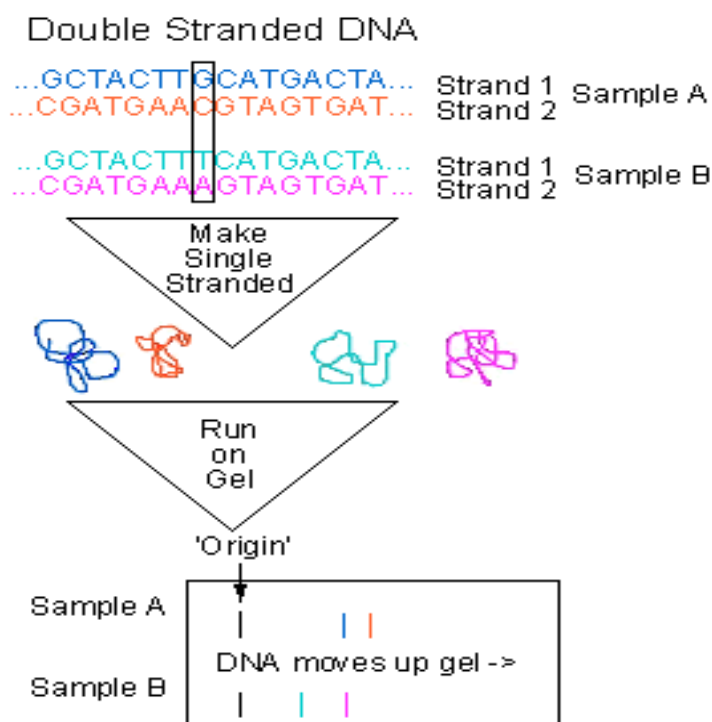 Double Stranded DNA
...GCTACTTGCATGACTA... Strand 1 Sample A
...CGATGAACGTAGTGAT... Strand 2
...GCTACTTTCATGACTA... Strand 1 Sample B
...CGATGAAAGTAGTGAT... Strand 2
Make
Single
Stranded
Run
on
Gel
'Origin'
Sample A
DNA moves up gel ->
Sample B